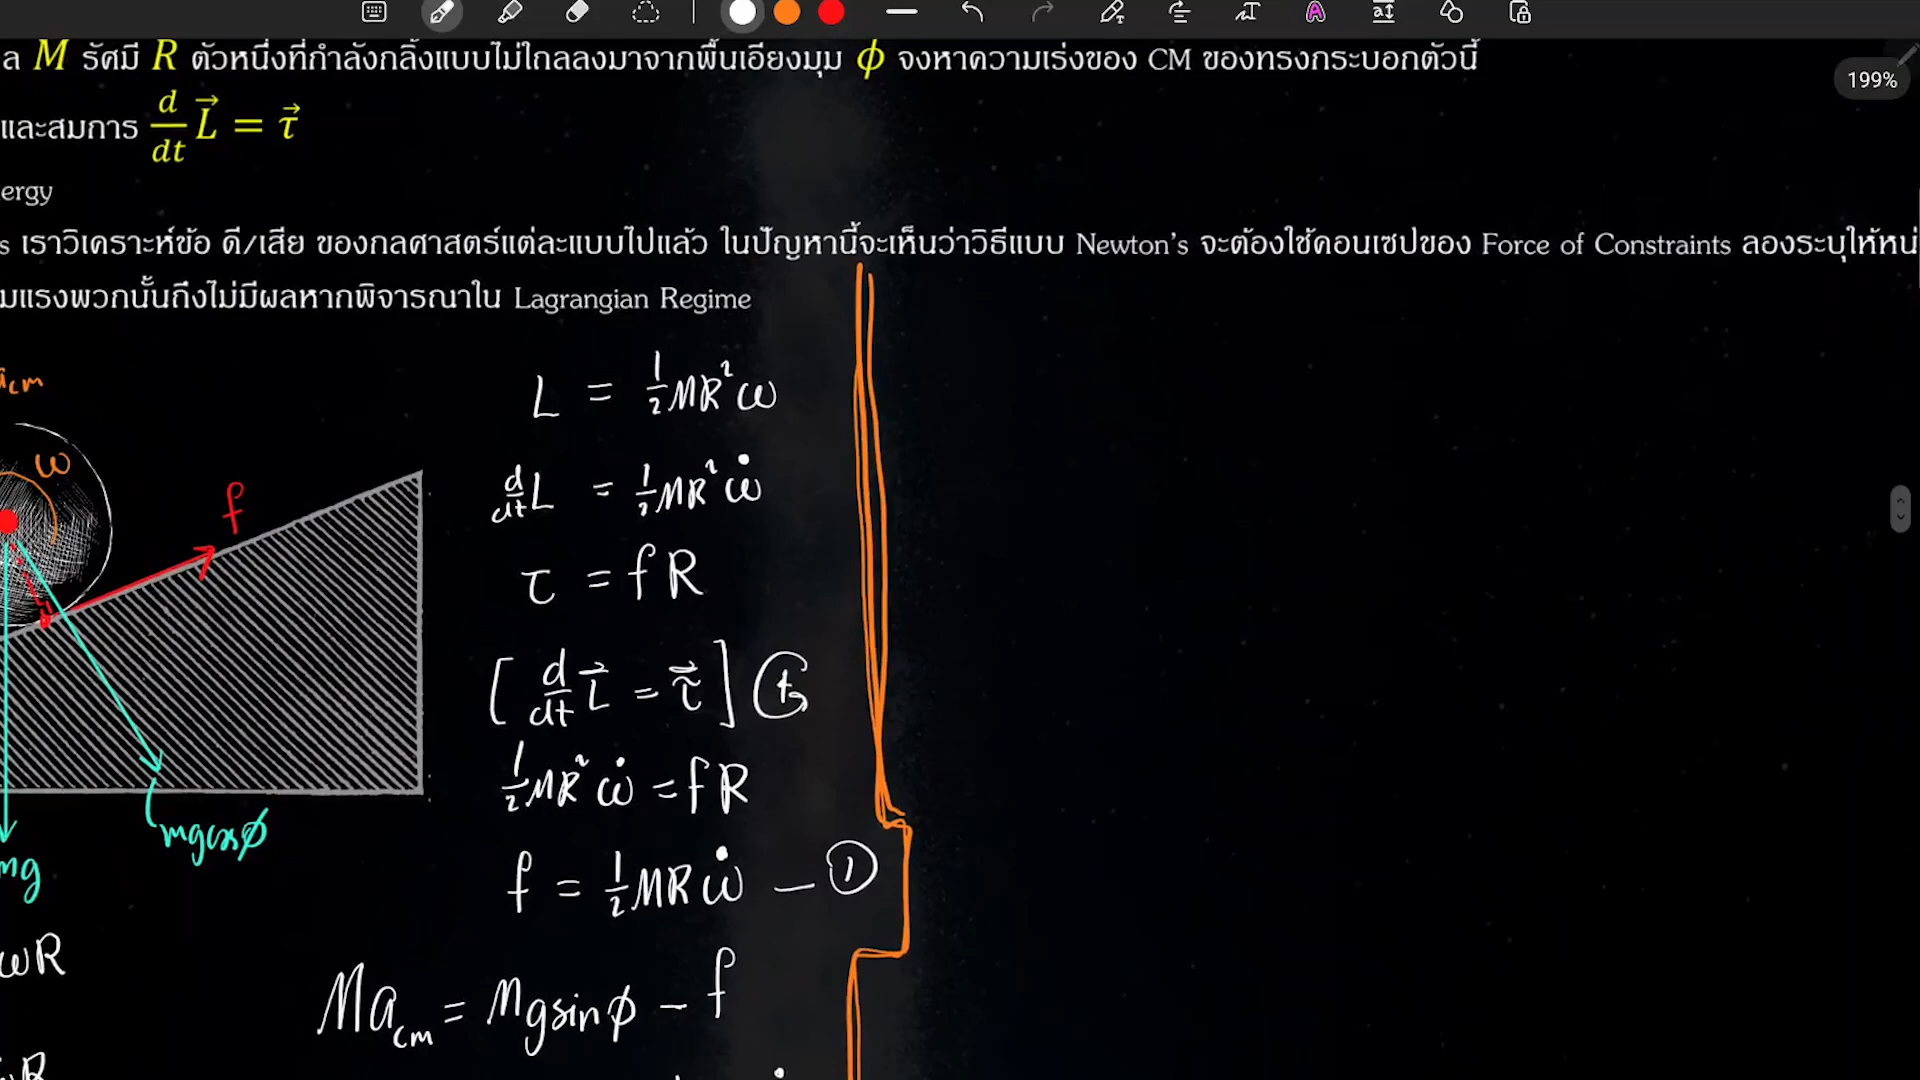 ล M รัศมี R ตัวหนึ่งที่กำลังกลิ้งแบบไม่ไถลลงมาจากพื้นเอียงมุม ϕ จงหาความเร่งของ CM ของทรงกระบอกตัวนี้
199%
และสมการ d/dt L⃗ = τ⃗
ergy
s เราวิเคราะห์ข้อ ดี/เสีย ของกลศาสตร์แต่ละแบบไปแล้ว ในปัญหานี้จะเห็นว่าวิธีแบบ Newton's จะต้องใช้คอนเซปของ Force of Constraints ลองระบุให้หน่
มแรงพวกนั้นถึงไม่มีผลหากพิจารณาใน Lagrangian Regime
a_cm
ω
f
mg
mgcosϕ
ωR
L = 1/2 MR² ω
d/dt L = 1/2 MR² ω̇
τ = fR
[ d/dt L⃗ = τ⃗ ]
1/2 MR² ω̇ = fR
f = 1/2 MR ω̇ — ①
Ma_cm = Mgsinϕ − f